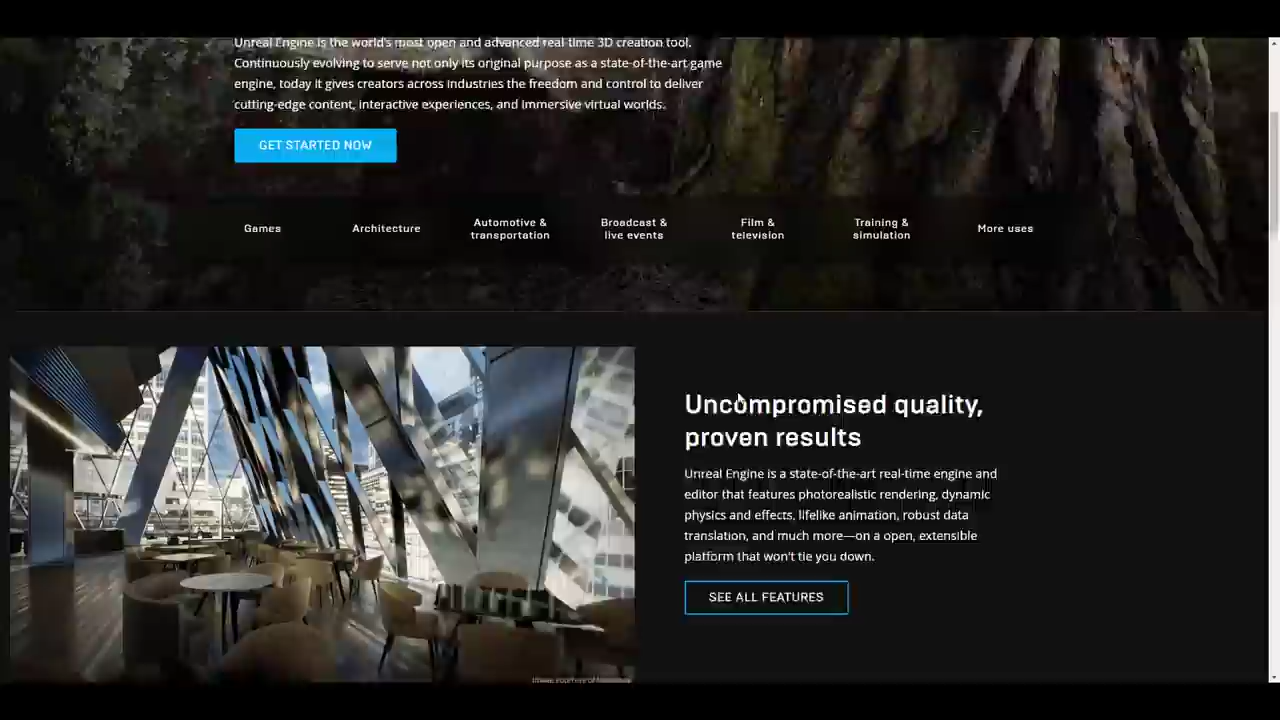 Unreal Engine is the world's most open and advanced real-time 3D creation tool.
Continuously evolving to serve not only its original purpose as a state-of-the-art game
engine, today it gives creators across industries the freedom and control to deliver
cutting-edge content, interactive experiences, and immersive virtual worlds.
GET STARTED NOW
Games
Architecture
Automotive &
transportation
Broadcast &
live events
Film &
television
Training &
simulation
More uses
Uncompromised quality,
proven results
Unreal Engine is a state-of-the-art real-time engine and
editor that features photorealistic rendering, dynamic
physics and effects, lifelike animation, robust data
translation, and much more—on a open, extensible
platform that won't tie you down.
SEE ALL FEATURES
Image courtesy of